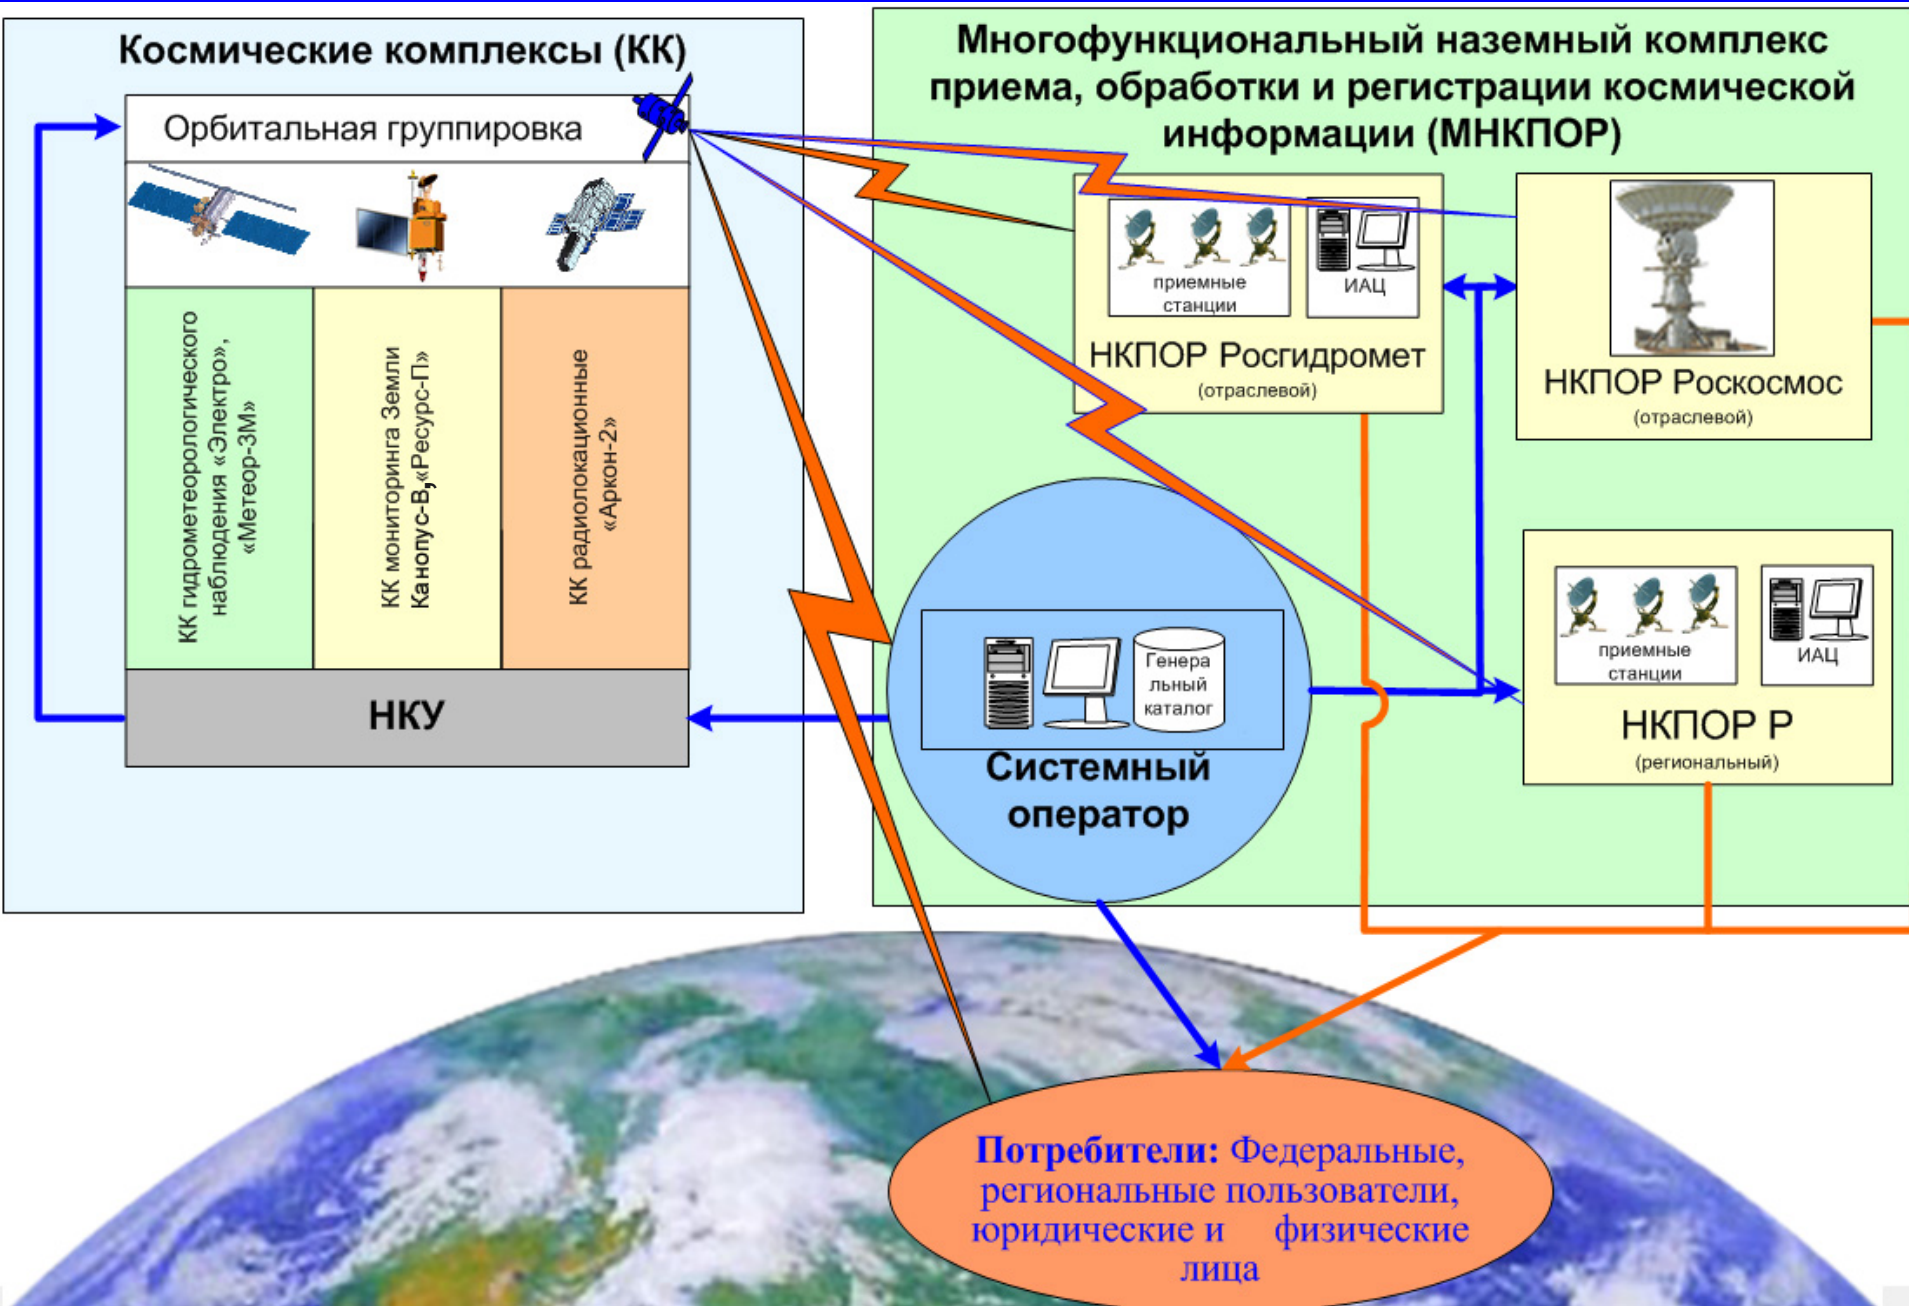 Космические комплексы (КК)
Орбитальная группировка
КК гидрометеорологического
наблюдения «Электро»,
«Метеор-3М»
КК мониторинга Земли
Канопус-В,«Ресурс-П»
КК радиолокационные
«Аркон-2»
НКУ
Многофункциональный наземный комплекс
приема, обработки и регистрации космической
информации (МНКПОР)
приемные
станции
ИАЦ
НКПОР Росгидромет
(отраслевой)
НКПОР Роскосмос
(отраслевой)
приемные
станции
ИАЦ
НКПОР Р
(региональный)
Генера
льный
каталог
Системный
оператор
Потребители: Федеральные,
региональные пользователи,
юридические и физические
лица